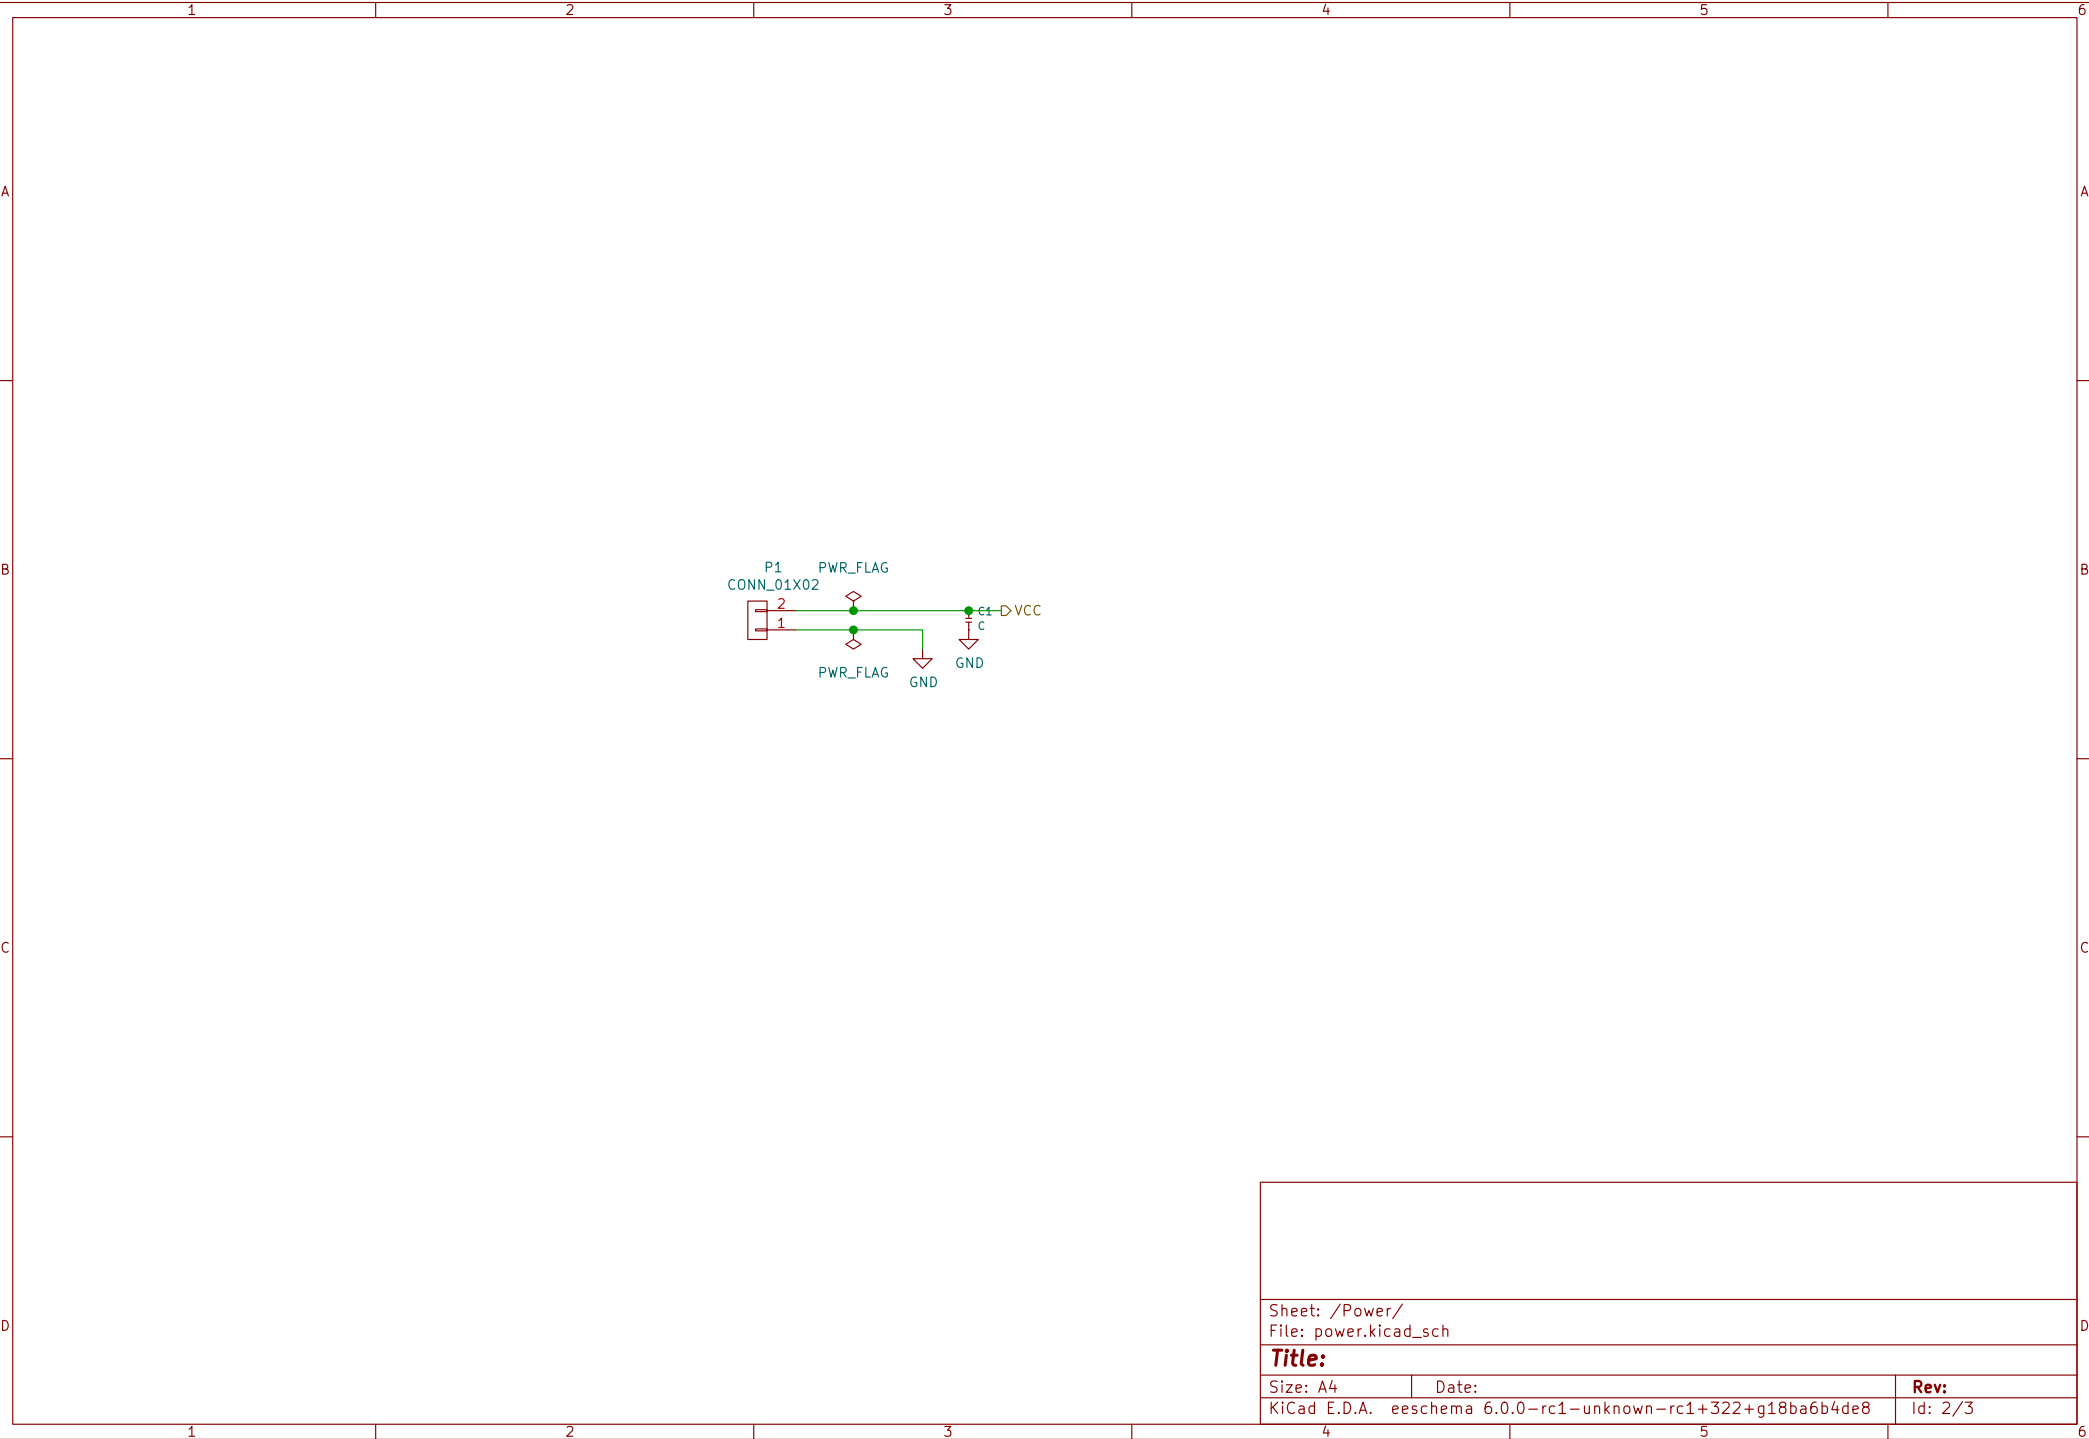 1 2 3 4 5 6
A A
P1 PWR_FLAG
B B
CONN_01X02
2
C1 VCC
1 C
GND
PWR_FLAG
GND
C C
Sheet: /Power/
D D
File: power.kicad_sch
Title:
Size: A4 Date: Rev:
KiCad E.D.A. eeschema 6.0.0-rc1-unknown-rc1+322+g18ba6b4de8 Id: 2/3
1 2 3 4 5 6